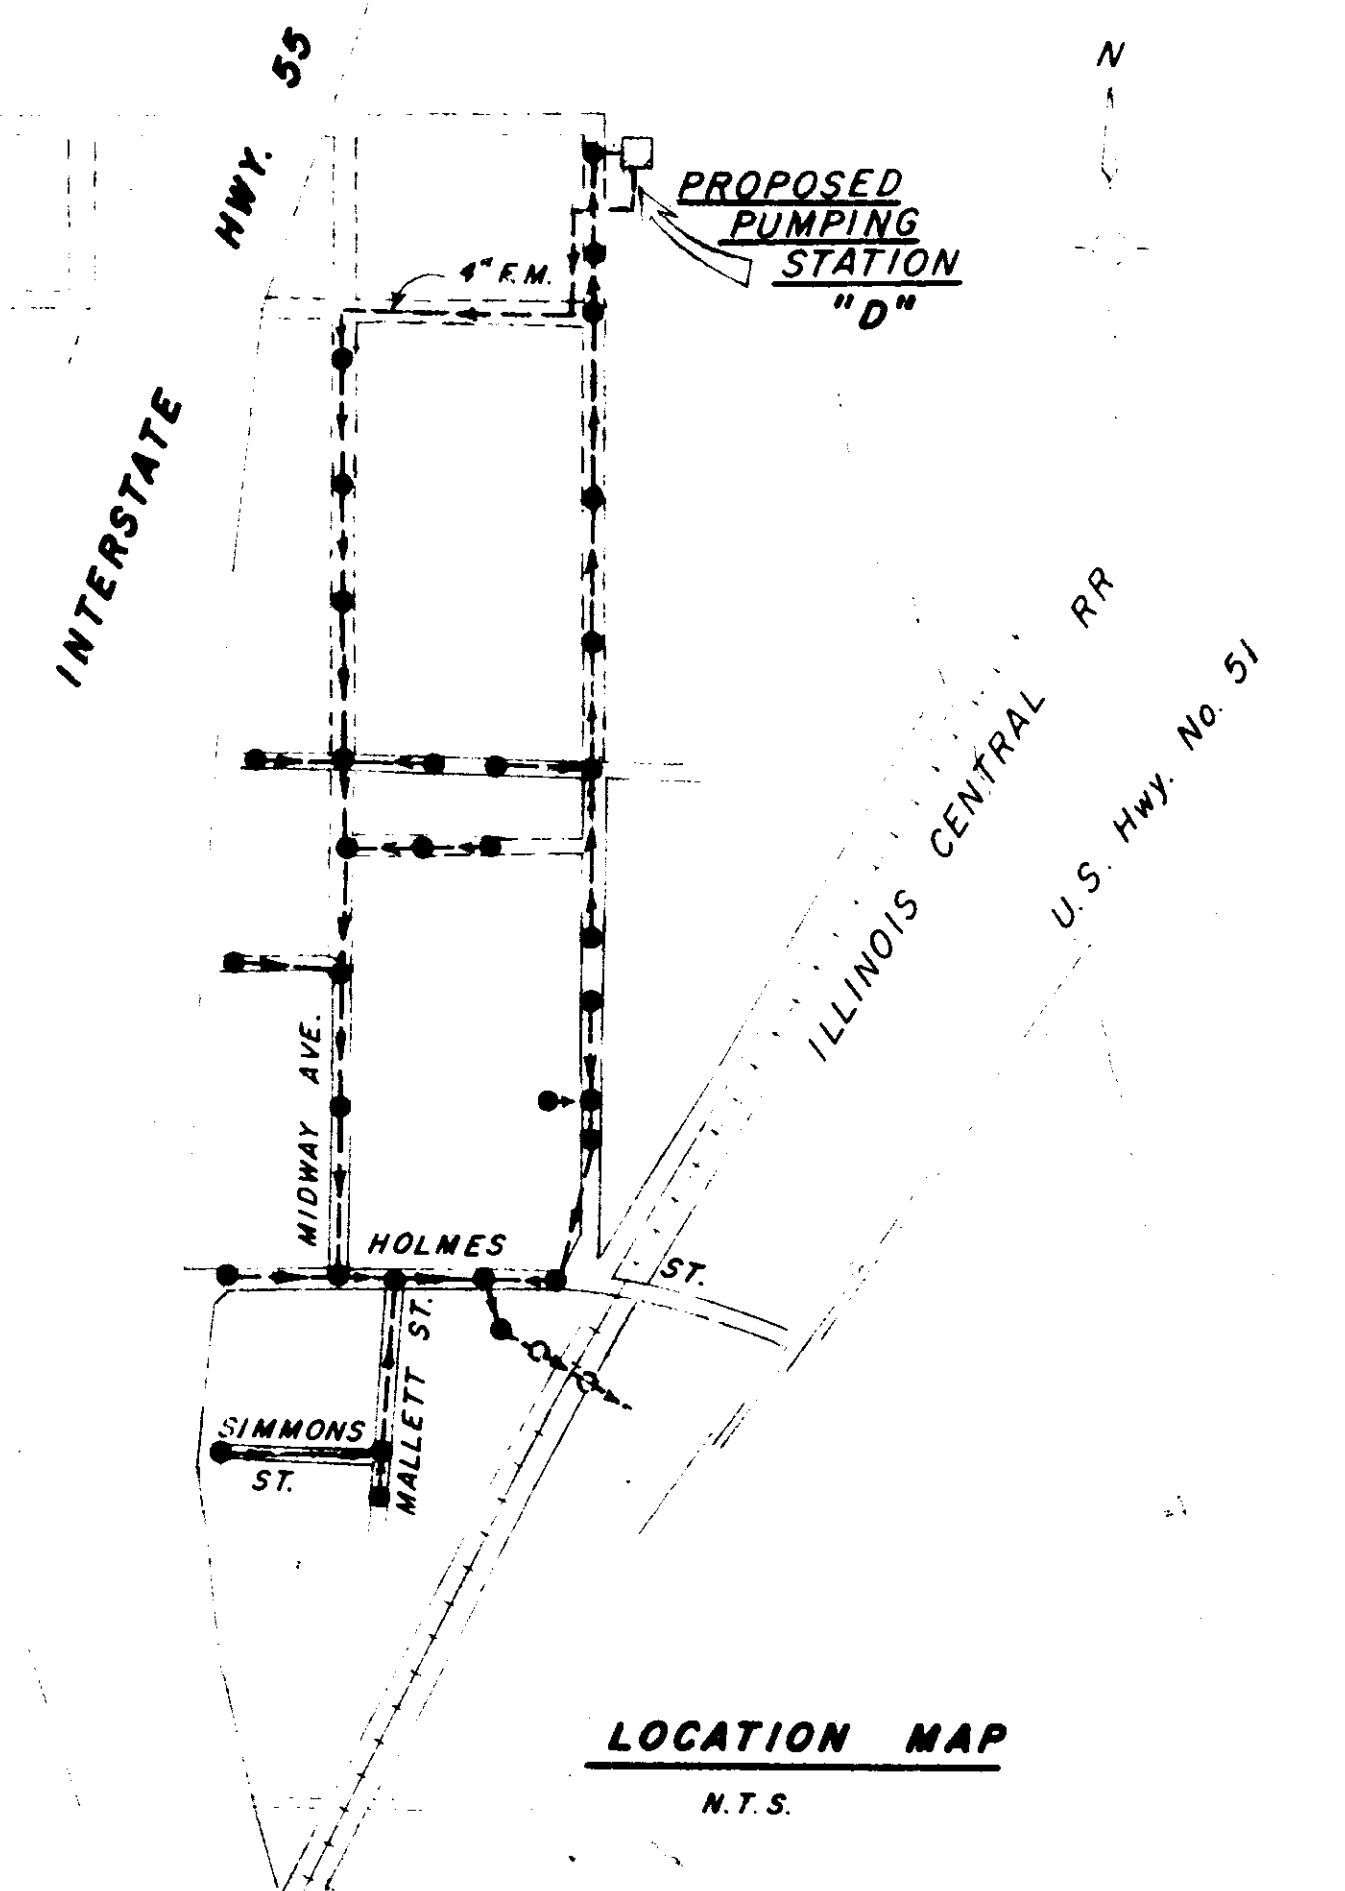 INTERSTATE HWY. 55
N
PROPOSED
PUMPING
STATION
"D"
4" F.M.
ILLINOIS CENTRAL RR
U.S. Hwy. No. 51
MIDWAY AVE.
HOLMES ST.
MALLETT ST.
SIMMONS
ST.
LOCATION MAP
N.T.S.